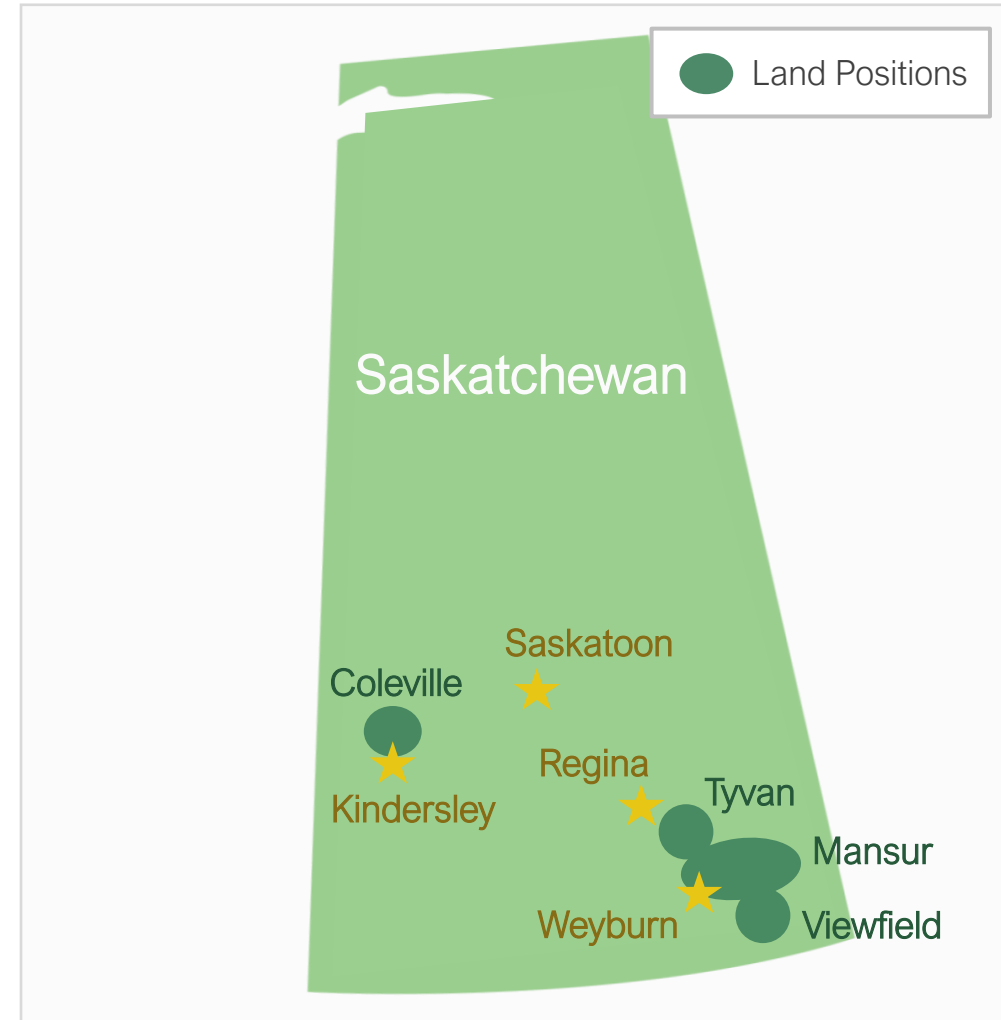 Land Positions
Saskatchewan
Saskatoon
Coleville
Regina
Tyvan
Kindersley
Mansur
Weyburn
Viewfield